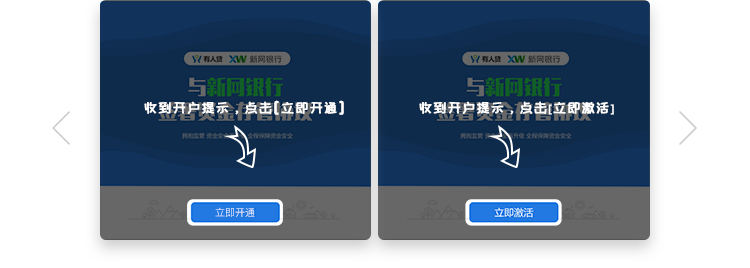 有人贷 XW 新网银行
与新网银行
收到开户提示，点击[立即开通]
立即开通
有人贷 XW 新网银行
与新网银行
收到开户提示，点击[立即激活]
立即激活